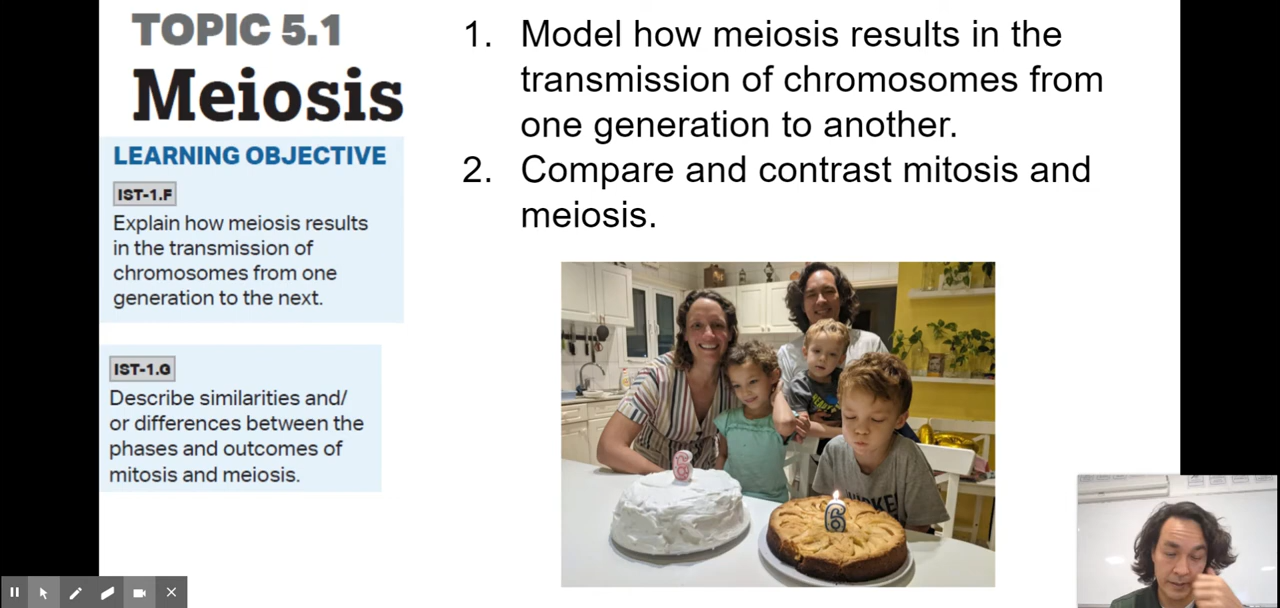 TOPIC 5.1
Meiosis
LEARNING OBJECTIVE
IST-1.F
Explain how meiosis results
in the transmission of
chromosomes from one
generation to the next.
IST-1.G
Describe similarities and/
or differences between the
phases and outcomes of
mitosis and meiosis.
1. Model how meiosis results in the
transmission of chromosomes from
one generation to another.
2. Compare and contrast mitosis and
meiosis.
6
6